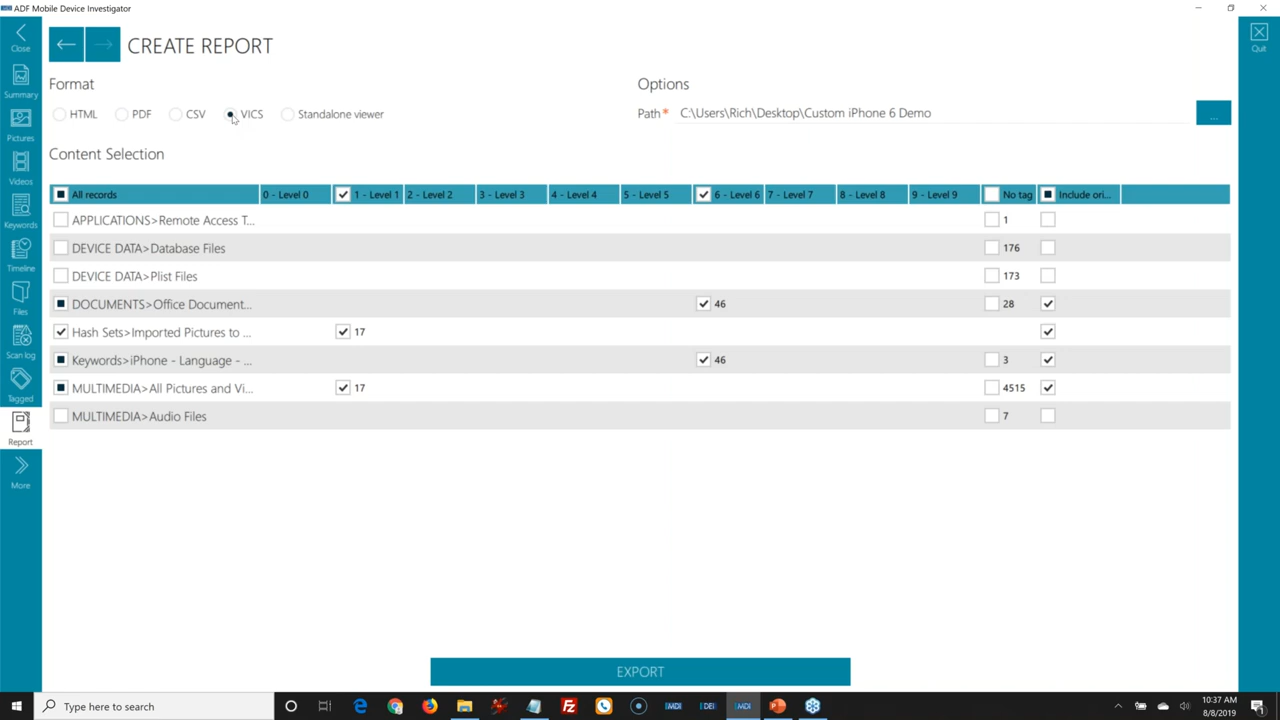 ADF Mobile Device Investigator
Close
Summary
Pictures
Videos
Keywords
Timeline
Files
Scan log
Tagged
Report
More
CREATE REPORT
Format
HTML PDF CSV VICS Standalone viewer
Options
Path* C:\Users\Rich\Desktop\Custom iPhone 6 Demo ...
Quit
Content Selection
All records 0 - Level 0 1 - Level 1 2 - Level 2 3 - Level 3 4 - Level 4 5 - Level 5 6 - Level 6 7 - Level 7 8 - Level 8 9 - Level 9 No tag Include ori...
APPLICATIONS>Remote Access T... 1
DEVICE DATA>Database Files 176
DEVICE DATA>Plist Files 173
DOCUMENTS>Office Document... 46 28
Hash Sets>Imported Pictures to ... 17
Keywords>iPhone - Language - ... 46 3
MULTIMEDIA>All Pictures and Vi... 17 4515
MULTIMEDIA>Audio Files 7
EXPORT
Type here to search
MDI
DEI
MDI
10:37 AM
8/8/2019
1